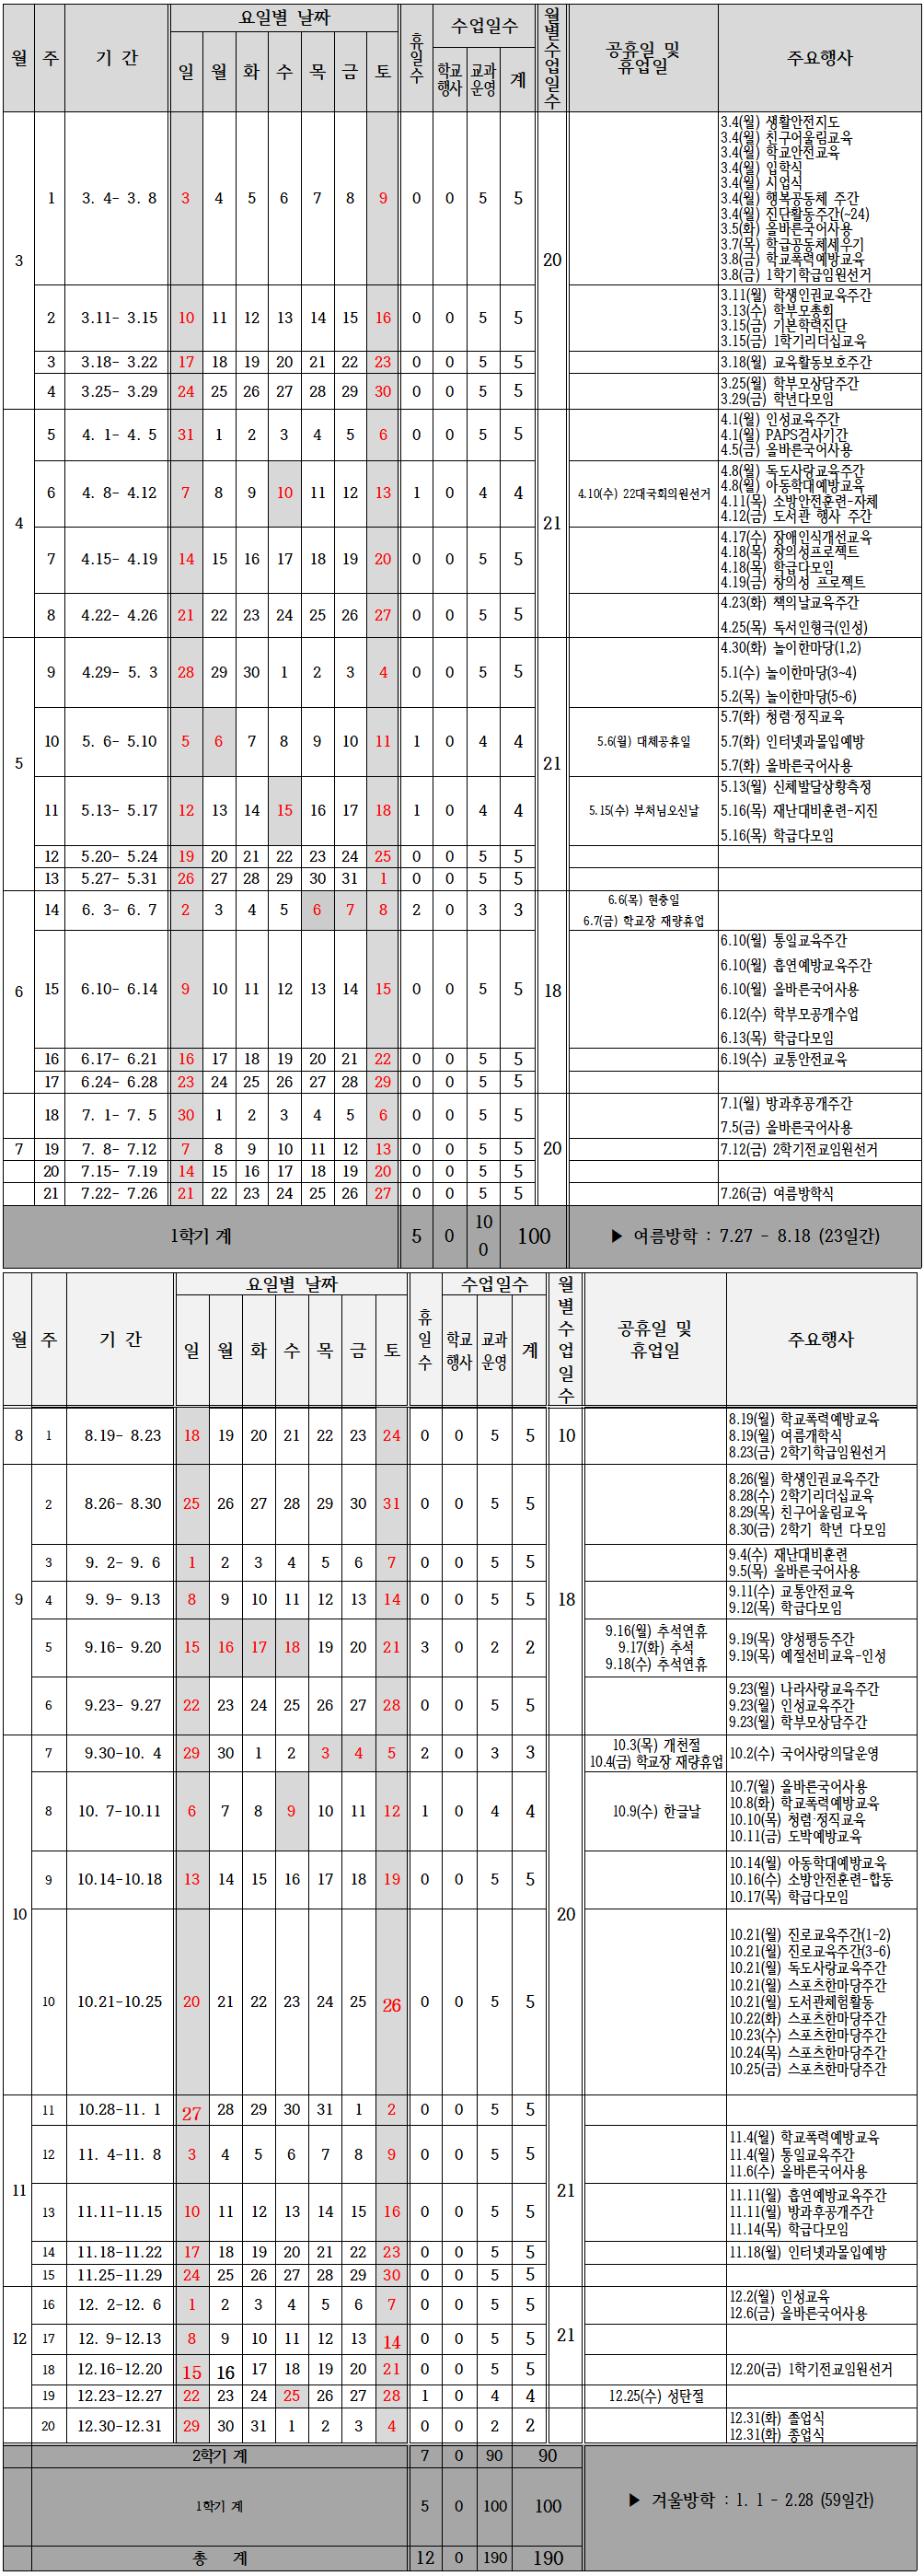 월 주 기 간 요일별 날짜 휴일수 수업일수 월별수업일수 공휴일 및 휴업일 주요행사
일 월 화 수 목 금 토 학교행사 교과운영 계
3 1 3. 4- 3. 8 3 4 5 6 7 8 9 0 0 5 5 20
3.4(월) 생활안전지도
3.4(월) 친구어울림교육
3.4(월) 학교안전교육
3.4(월) 입학식
3.4(월) 시업식
3.4(월) 행복공동체 주간
3.4(월) 진단활동주간(~24)
3.5(화) 올바른국어사용
3.7(목) 학급공동체세우기
3.8(금) 학교폭력예방교육
3.8(금) 1학기학급임원선거
2 3.11- 3.15 10 11 12 13 14 15 16 0 0 5 5
3.11(월) 학생인권교육주간
3.13(수) 학부모총회
3.15(금) 기본학력진단
3.15(금) 1학기리더십교육
3 3.18- 3.22 17 18 19 20 21 22 23 0 0 5 5 3.18(월) 교육활동보호주간
4 3.25- 3.29 24 25 26 27 28 29 30 0 0 5 5
3.25(월) 학부모상담주간
3.29(금) 학년다모임
4 5 4. 1- 4. 5 31 1 2 3 4 5 6 0 0 5 5 21
4.1(월) 인성교육주간
4.1(월) PAPS검사기간
4.5(금) 올바른국어사용
6 4. 8- 4.12 7 8 9 10 11 12 13 1 0 4 4 4.10(수) 22대국회의원선거
4.8(월) 독도사랑교육주간
4.8(월) 아동학대예방교육
4.11(목) 소방안전훈련-자체
4.12(금) 도서관 행사 주간
7 4.15- 4.19 14 15 16 17 18 19 20 0 0 5 5
4.17(수) 장애인식개선교육
4.18(목) 창의성프로젝트
4.18(목) 학급다모임
4.19(금) 창의성 프로젝트
8 4.22- 4.26 21 22 23 24 25 26 27 0 0 5 5
4.23(화) 책의날교육주간
4.25(목) 독서인형극(인성)
5 9 4.29- 5. 3 28 29 30 1 2 3 4 0 0 5 5 21
4.30(화) 놀이한마당(1,2)
5.1(수) 놀이한마당(3~4)
5.2(목) 놀이한마당(5~6)
10 5. 6- 5.10 5 6 7 8 9 10 11 1 0 4 4 5.6(월) 대체공휴일
5.7(화) 청렴·정직교육
5.7(화) 인터넷과몰입예방
5.7(화) 올바른국어사용
11 5.13- 5.17 12 13 14 15 16 17 18 1 0 4 4 5.15(수) 부처님오신날
5.13(월) 신체발달상황측정
5.16(목) 재난대비훈련-지진
5.16(목) 학급다모임
12 5.20- 5.24 19 20 21 22 23 24 25 0 0 5 5
13 5.27- 5.31 26 27 28 29 30 31 1 0 0 5 5
6 14 6. 3- 6. 7 2 3 4 5 6 7 8 2 0 3 3 18
6.6(목) 현충일
6.7(금) 학교장 재량휴업
15 6.10- 6.14 9 10 11 12 13 14 15 0 0 5 5
6.10(월) 통일교육주간
6.10(월) 흡연예방교육주간
6.10(월) 올바른국어사용
6.12(수) 학부모공개수업
6.13(목) 학급다모임
16 6.17- 6.21 16 17 18 19 20 21 22 0 0 5 5 6.19(수) 교통안전교육
17 6.24- 6.28 23 24 25 26 27 28 29 0 0 5 5
18 7. 1- 7. 5 30 1 2 3 4 5 6 0 0 5 5 20
7.1(월) 방과후공개주간
7.5(금) 올바른국어사용
7 19 7. 8- 7.12 7 8 9 10 11 12 13 0 0 5 5 7.12(금) 2학기전교임원선거
20 7.15- 7.19 14 15 16 17 18 19 20 0 0 5 5
21 7.22- 7.26 21 22 23 24 25 26 27 0 0 5 5 7.26(금) 여름방학식
1학기 계 5 0 100 100 ▶ 여름방학 : 7.27 - 8.18 (23일간)
월 주 기 간 요일별 날짜 휴일수 수업일수 월별수업일수 공휴일 및 휴업일 주요행사
일 월 화 수 목 금 토 학교행사 교과운영 계
8 1 8.19- 8.23 18 19 20 21 22 23 24 0 0 5 5 10
8.19(월) 학교폭력예방교육
8.19(월) 여름개학식
8.23(금) 2학기학급임원선거
9 2 8.26- 8.30 25 26 27 28 29 30 31 0 0 5 5 18
8.26(월) 학생인권교육주간
8.28(수) 2학기리더십교육
8.29(목) 친구어울림교육
8.30(금) 2학기 학년 다모임
3 9. 2- 9. 6 1 2 3 4 5 6 7 0 0 5 5
9.4(수) 재난대비훈련
9.5(목) 올바른국어사용
4 9. 9- 9.13 8 9 10 11 12 13 14 0 0 5 5
9.11(수) 교통안전교육
9.12(목) 학급다모임
5 9.16- 9.20 15 16 17 18 19 20 21 3 0 2 2
9.16(월) 추석연휴
9.17(화) 추석
9.18(수) 추석연휴
9.19(목) 양성평등주간
9.19(목) 예절선비교육-인성
6 9.23- 9.27 22 23 24 25 26 27 28 0 0 5 5
9.23(월) 나라사랑교육주간
9.23(월) 인성교육주간
9.23(월) 학부모상담주간
10 7 9.30-10. 4 29 30 1 2 3 4 5 2 0 3 3 20
10.3(목) 개천절
10.4(금) 학교장 재량휴업
10.2(수) 국어사랑의달운영
8 10. 7-10.11 6 7 8 9 10 11 12 1 0 4 4 10.9(수) 한글날
10.7(월) 올바른국어사용
10.8(화) 학교폭력예방교육
10.10(목) 청렴·정직교육
10.11(금) 도박예방교육
9 10.14-10.18 13 14 15 16 17 18 19 0 0 5 5
10.14(월) 아동학대예방교육
10.16(수) 소방안전훈련-합동
10.17(목) 학급다모임
10 10.21-10.25 20 21 22 23 24 25 26 0 0 5 5
10.21(월) 진로교육주간(1-2)
10.21(월) 진로교육주간(3-6)
10.21(월) 독도사랑교육주간
10.21(월) 스포츠한마당주간
10.21(월) 도서관체험활동
10.22(화) 스포츠한마당주간
10.23(수) 스포츠한마당주간
10.24(목) 스포츠한마당주간
10.25(금) 스포츠한마당주간
11 11 10.28-11. 1 27 28 29 30 31 1 2 0 0 5 5 21
12 11. 4-11. 8 3 4 5 6 7 8 9 0 0 5 5
11.4(월) 학교폭력예방교육
11.4(월) 통일교육주간
11.6(수) 올바른국어사용
13 11.11-11.15 10 11 12 13 14 15 16 0 0 5 5
11.11(월) 흡연예방교육주간
11.11(월) 방과후공개주간
11.14(목) 학급다모임
14 11.18-11.22 17 18 19 20 21 22 23 0 0 5 5 11.18(월) 인터넷과몰입예방
15 11.25-11.29 24 25 26 27 28 29 30 0 0 5 5
12 16 12. 2-12. 6 1 2 3 4 5 6 7 0 0 5 5 21
12.2(월) 인성교육
12.6(금) 올바른국어사용
17 12. 9-12.13 8 9 10 11 12 13 14 0 0 5 5
18 12.16-12.20 15 16 17 18 19 20 21 0 0 5 5 12.20(금) 1학기전교임원선거
19 12.23-12.27 22 23 24 25 26 27 28 1 0 4 4 12.25(수) 성탄절
20 12.30-12.31 29 30 31 1 2 3 4 0 0 2 2
12.31(화) 졸업식
12.31(화) 종업식
2학기 계 7 0 90 90
1학기 계 5 0 100 100 ▶ 겨울방학 : 1. 1 - 2.28 (59일간)
총 계 12 0 190 190